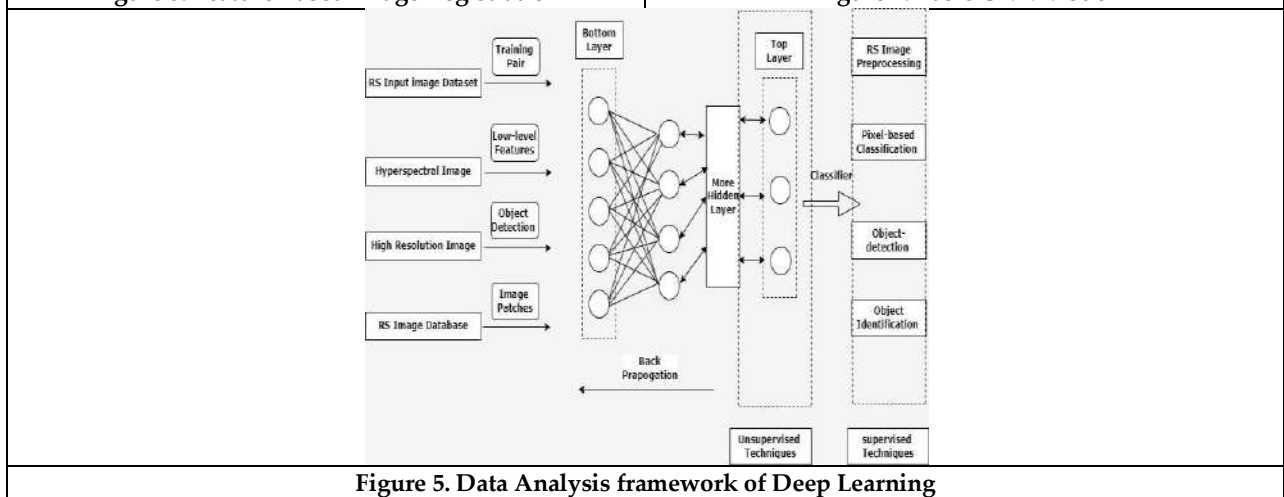 Training
Pair
Bottom
Layer
Top
Layer
RS Image
Preprocessing
RS Input image Dataset
Low-level
Features
Pixel-based
Classification
Hyperspectral Image
More
Hidden
Layer
Classifier
Object
Detection
High Resolution Image
Object-
detection
Image
Patches
Object
Identification
RS Image Database
Back
Prapogation
Unsupervised
Techniques
supervised
Techniques
Figure 5. Data Analysis framework of Deep Learning